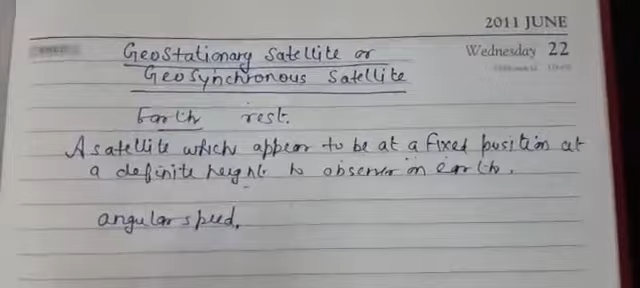 2011 JUNE
Wednesday 22
Geostationary Satellite or
Geosynchronous Satellite
Earth rest.
A satellite which appear to be at a fixed position at
a definite height to observer on earth.
angular speed.